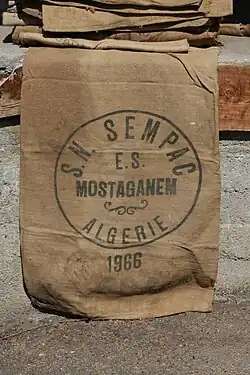 S.N. SEMPAC
E.S.
MOSTAGANEM
ALGERIE
1966